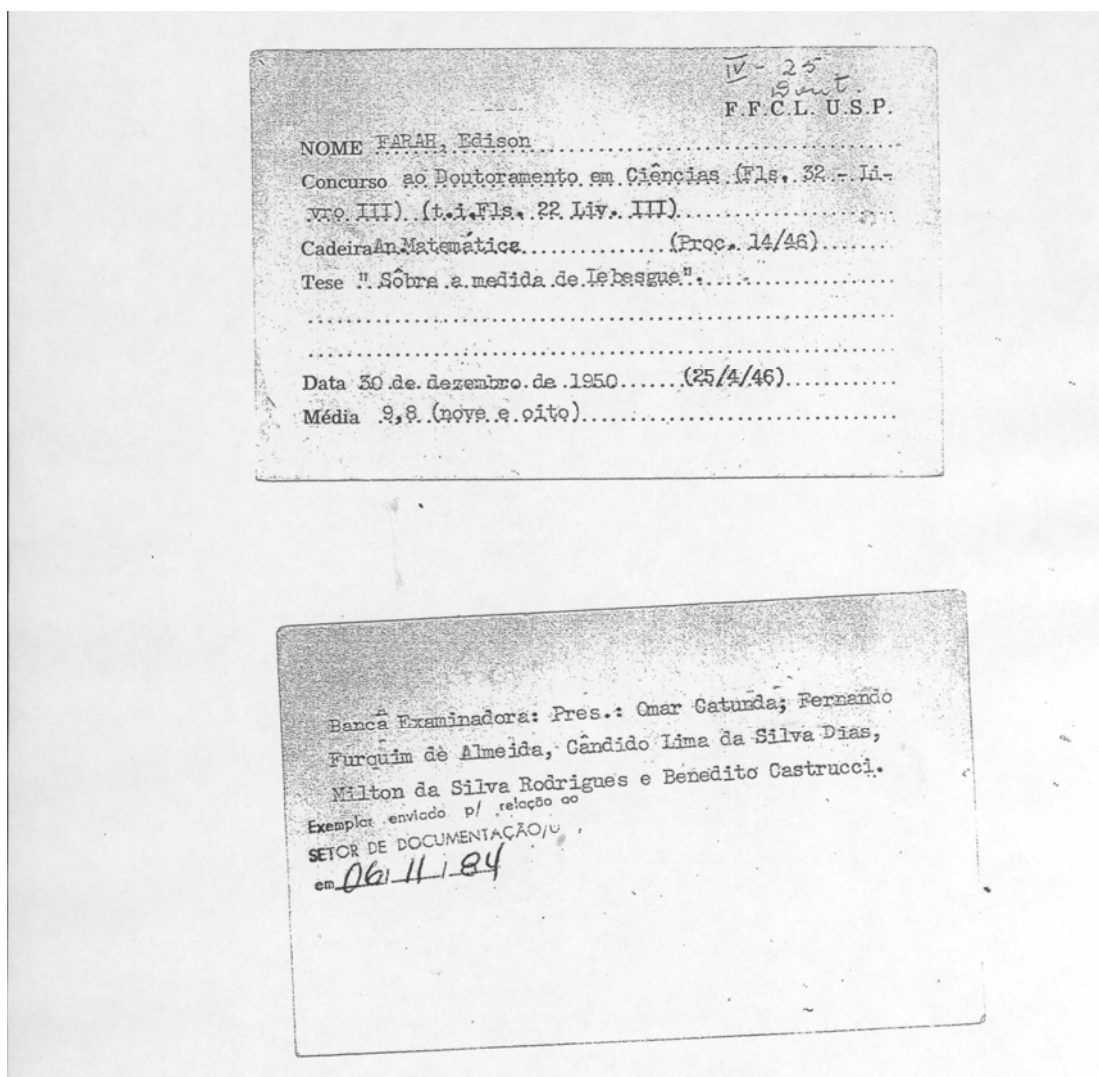 IV - 25
Dout.
F.F.C.L. U.S.P.
NOME FARAH, Edison
Concurso ao Doutoramento em Ciências (Fls. 32 - Li-
vro III) (t.i.Fls. 22 Liv. III)
Cadeira An.Matemática (Proc. 14/46)
Tese " Sôbre a medida de Lebesgue".
Data 30 de dezembro de 1950 (25/4/46)
Média 9,8 (nove e oito)
Banca Examinadora: Pres.: Omar Catunda; Fernando
Furquim de Almeida, Cândido Lima da Silva Dias,
Milton da Silva Rodrigues e Benedito Castrucci.
Exemplar enviado p/ relação ao
SETOR DE DOCUMENTAÇÃO/
em 06/11/84